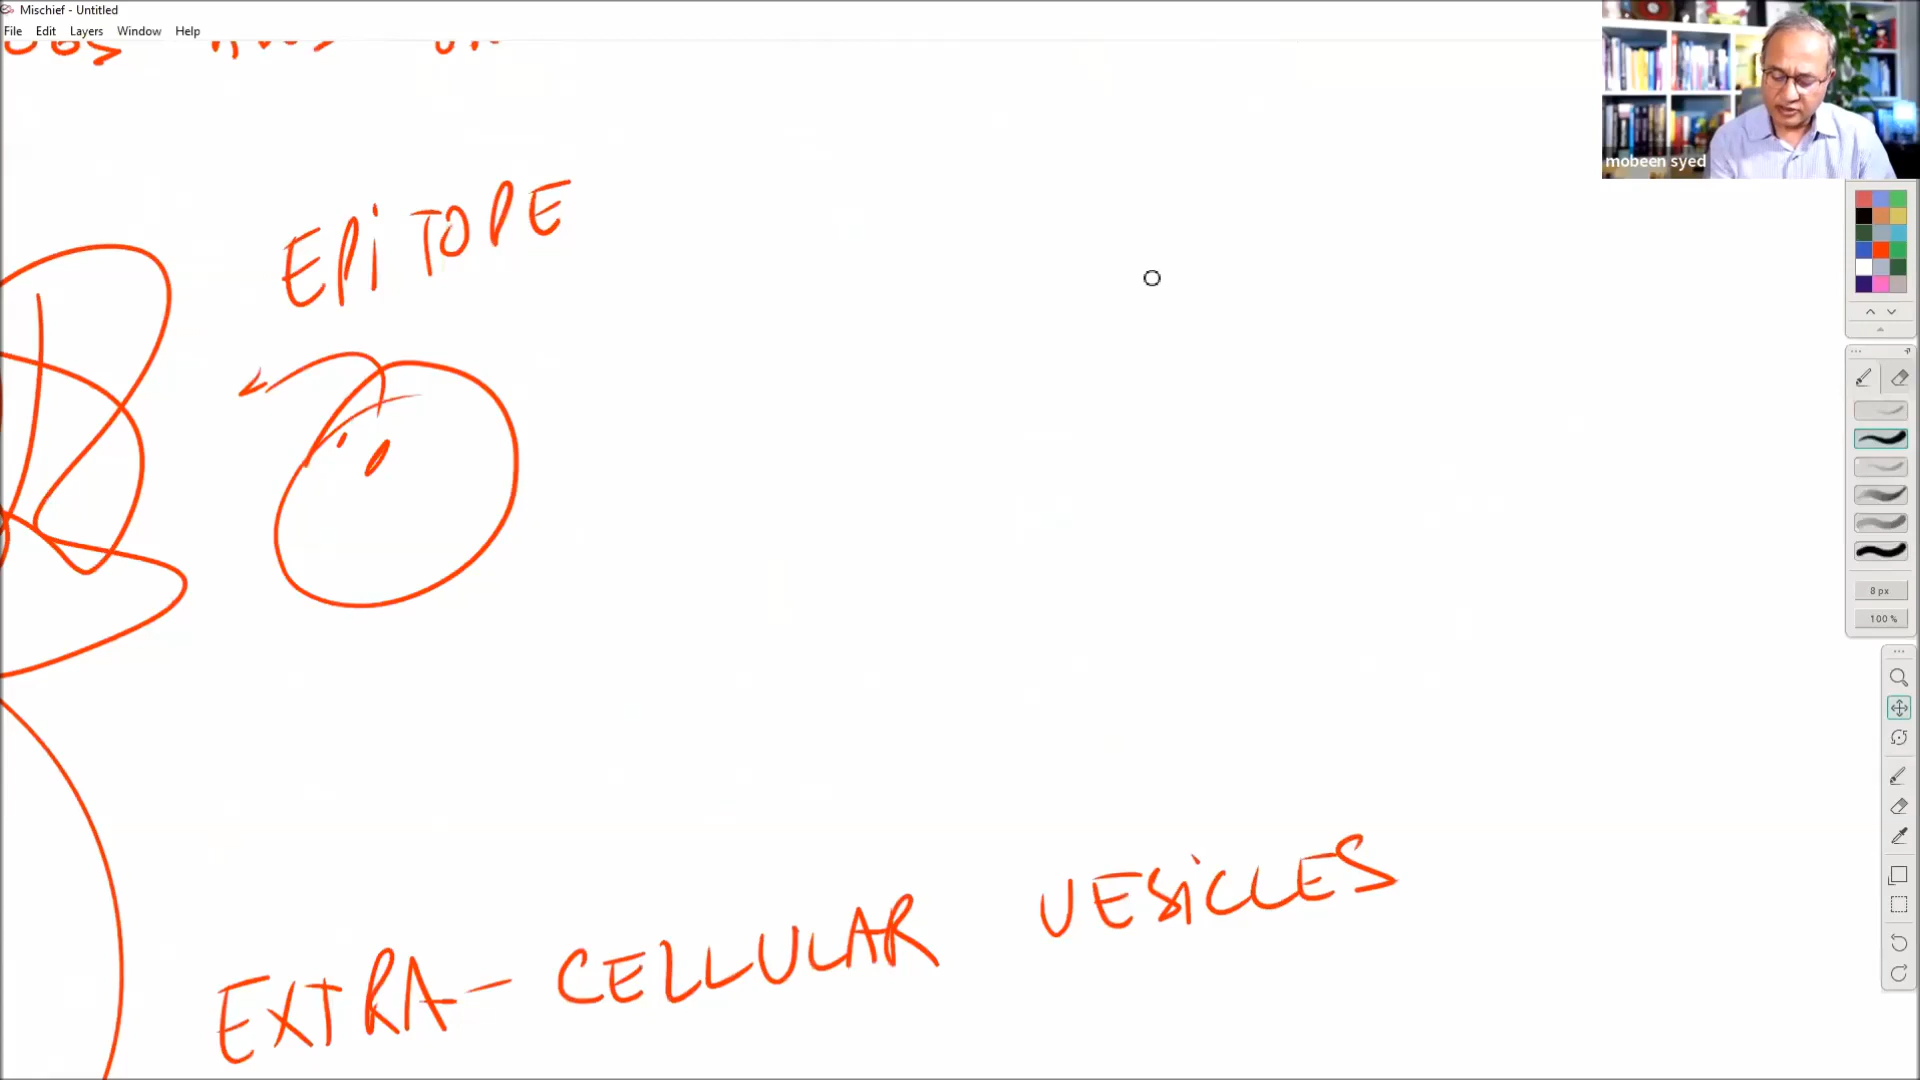 Mischief - Untitled
File Edit Layers Window Help
mobeen syed
EPiTOPE
8 px
100 %
EXTRA-CELLULAR VESiCLES